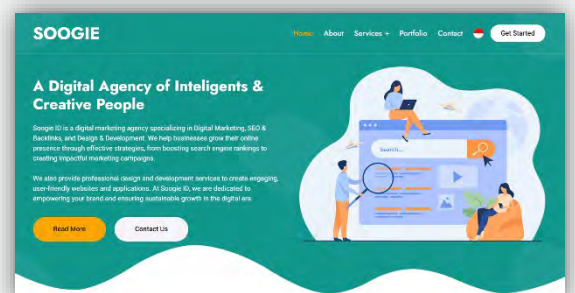 SOOGIE
Home About Services + Portfolio Contact Get Started
A Digital Agency of Inteligents &
Creative People
Soogie ID is a digital marketing agency specializing in Digital Marketing, SEO &
Backlinks, and Design & Development. We help businesses grow their online
presence through effective strategies, from boosting search engine rankings to
creating impactful marketing campaigns.
We also provide professional design and development services to create engaging,
user-friendly websites and applications. At Soogie ID, we are dedicated to
empowering your brand and ensuring sustainable growth in the digital era.
Read More Contact Us
Search...